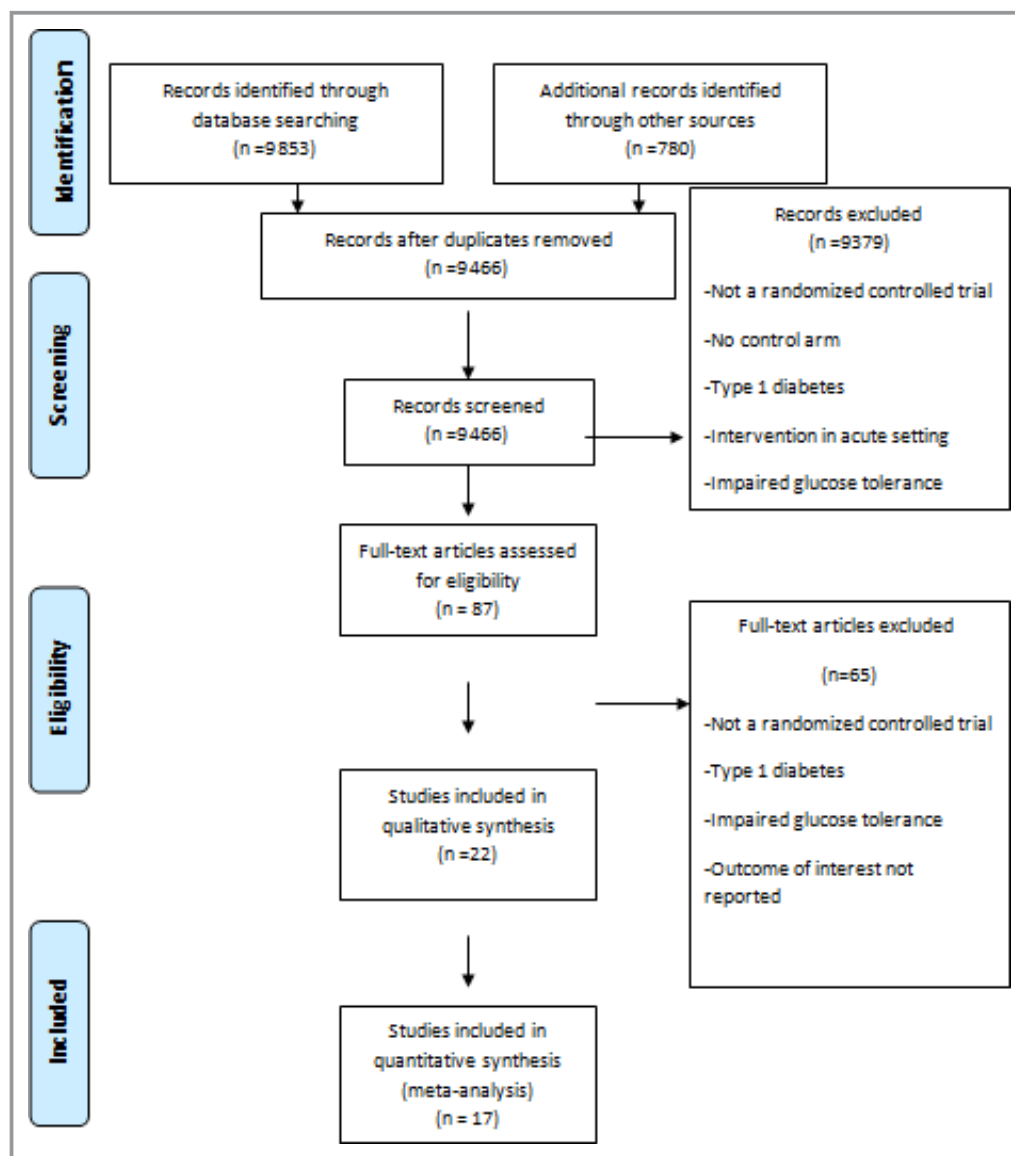 Identification
Records identified through
database searching
(n =9853)
Additional records identified
through other sources
(n =780)
Records after duplicates removed
(n =9466)
Records excluded
(n =9379)
-Not a randomized controlled trial
-No control arm
-Type 1 diabetes
-Intervention in acute setting
-Impaired glucose tolerance
Screening
Records screened
(n =9466)
Full-text articles assessed
for eligibility
(n = 87)
Eligibility
Full-text articles excluded
(n=65)
-Not a randomized controlled trial
-Type 1 diabetes
-Impaired glucose tolerance
-Outcome of interest not
reported
Studies included in
qualitative synthesis
(n =22)
Included
Studies included in
quantitative synthesis
(meta-analysis)
(n = 17)